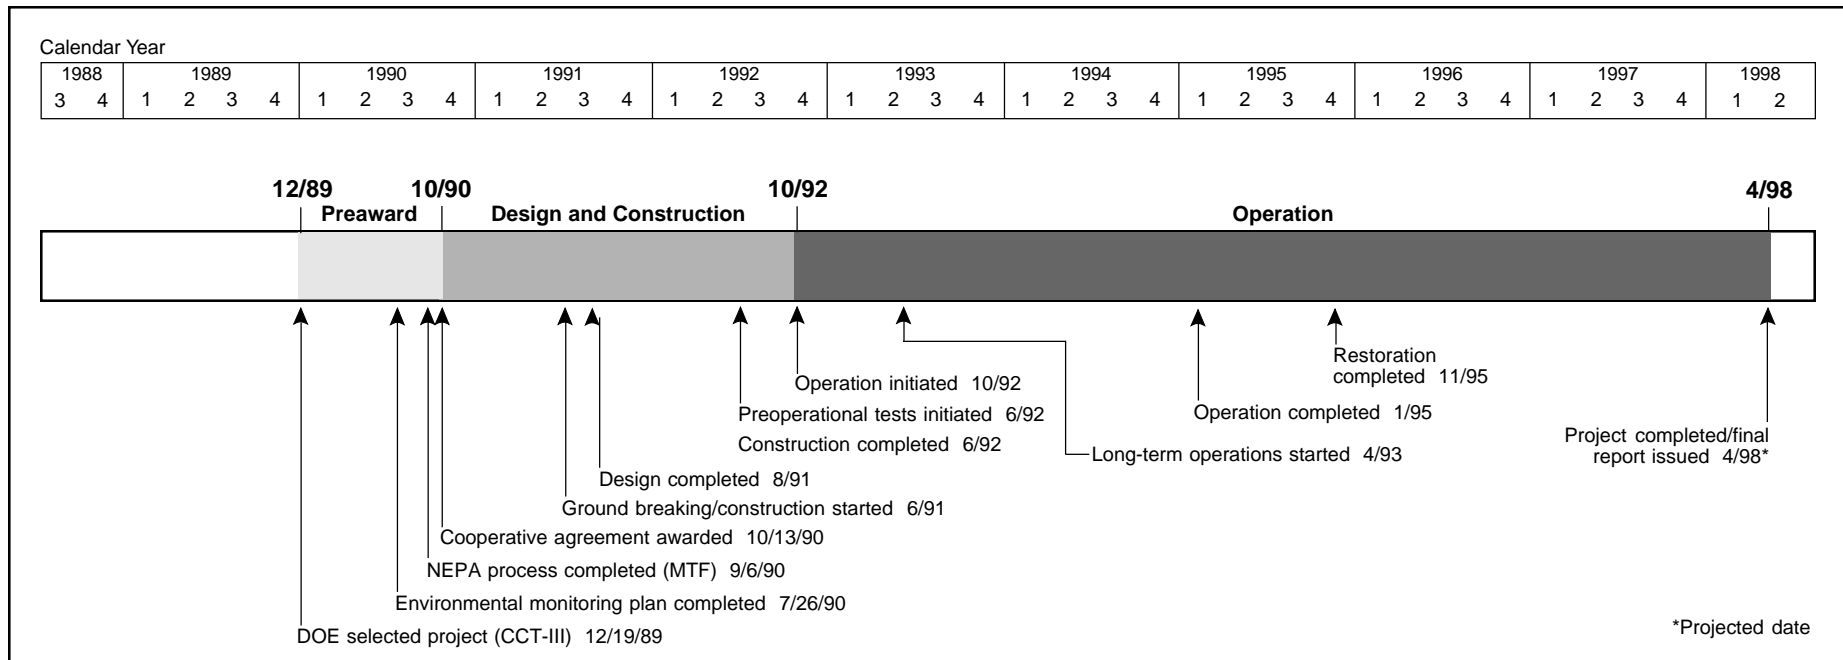 Calendar Year
1988 1989 1990 1991 1992 1993 1994 1995 1996 1997 1998
3 4 1 2 3 4 1 2 3 4 1 2 3 4 1 2 3 4 1 2 3 4 1 2 3 4 1 2 3 4 1 2 3 4 1 2 3 4 1 2
12/89 10/90 10/92 4/98
Preaward Design and Construction Operation
Restoration
completed 11/95
Operation initiated 10/92
Preoperational tests initiated 6/92
Operation completed 1/95
Construction completed 6/92
Project completed/final
report issued 4/98*
Long-term operations started 4/93
Design completed 8/91
Ground breaking/construction started 6/91
Cooperative agreement awarded 10/13/90
NEPA process completed (MTF) 9/6/90
Environmental monitoring plan completed 7/26/90
DOE selected project (CCT-III) 12/19/89
*Projected date